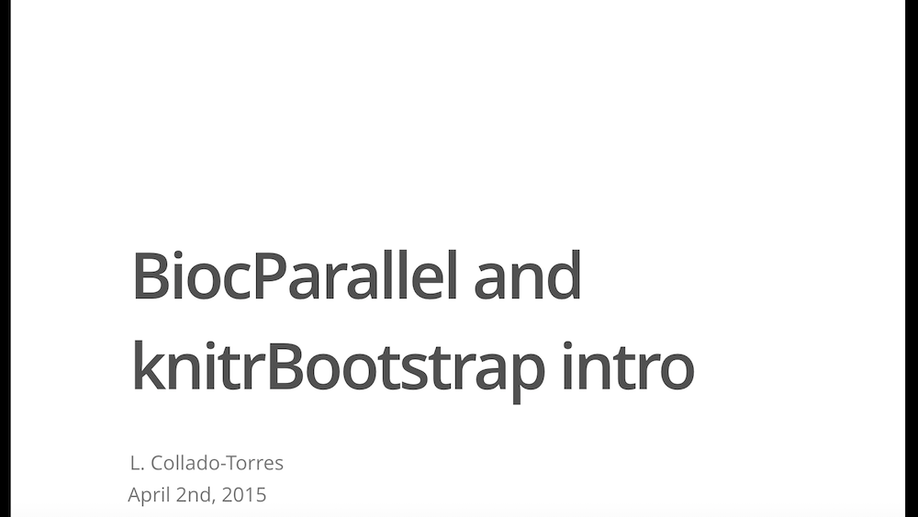 BiocParallel and
knitrBootstrap intro
L. Collado-Torres
April 2nd, 2015